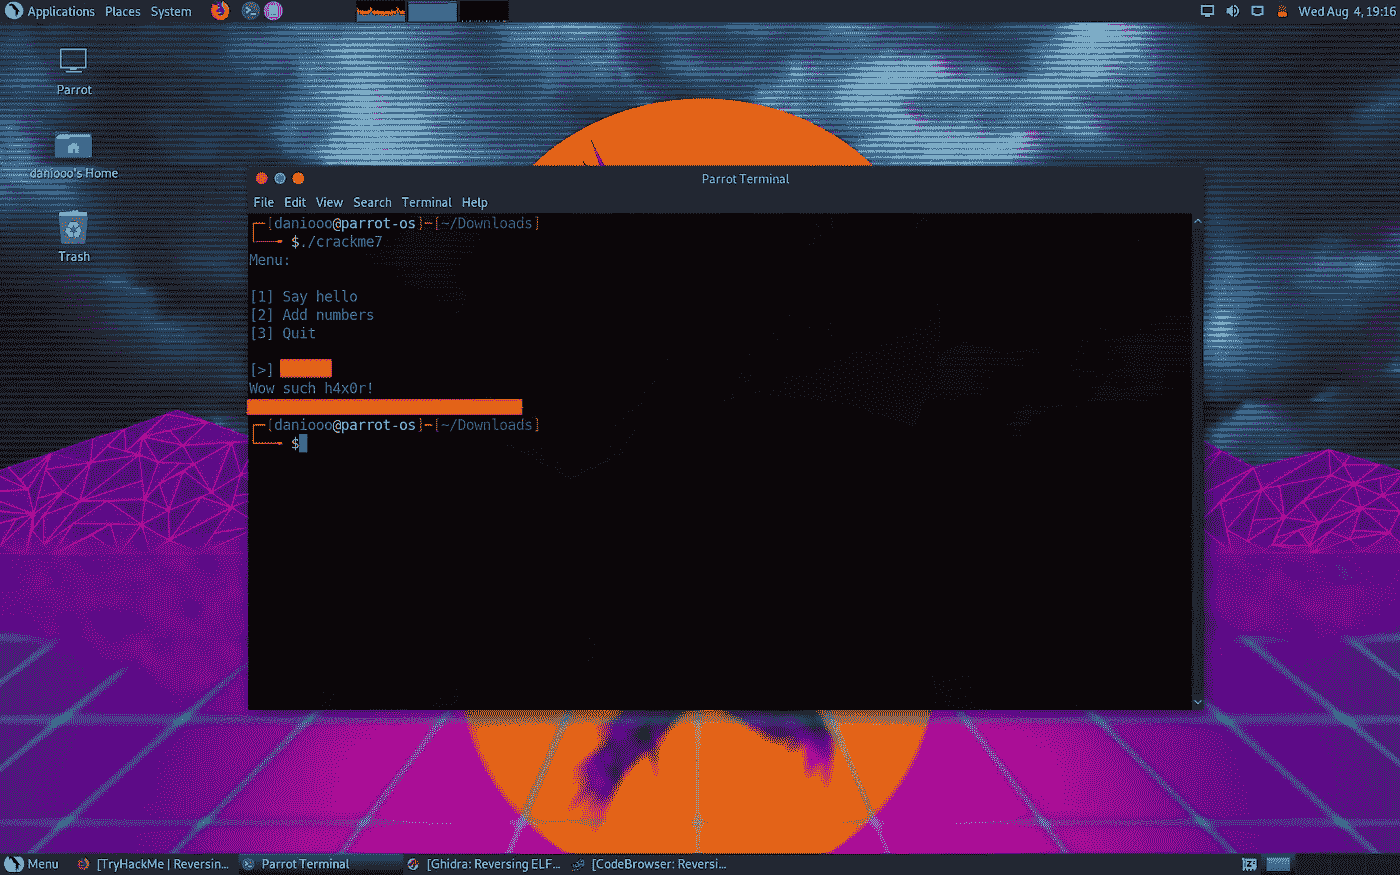 Applications Places System
Wed Aug 4, 19:16
Parrot
daniooo's Home
Trash
Parrot Terminal
File Edit View Search Terminal Help
[daniooo@parrot-os]-[~/Downloads]
$./crackme7
Menu:
[1] Say hello
[2] Add numbers
[3] Quit
[>]
Wow such h4x0r!
[daniooo@parrot-os]-[~/Downloads]
$
Menu
[TryHackMe | Reversin...
Parrot Terminal
[Ghidra: Reversing ELF...
[CodeBrowser: Reversi...